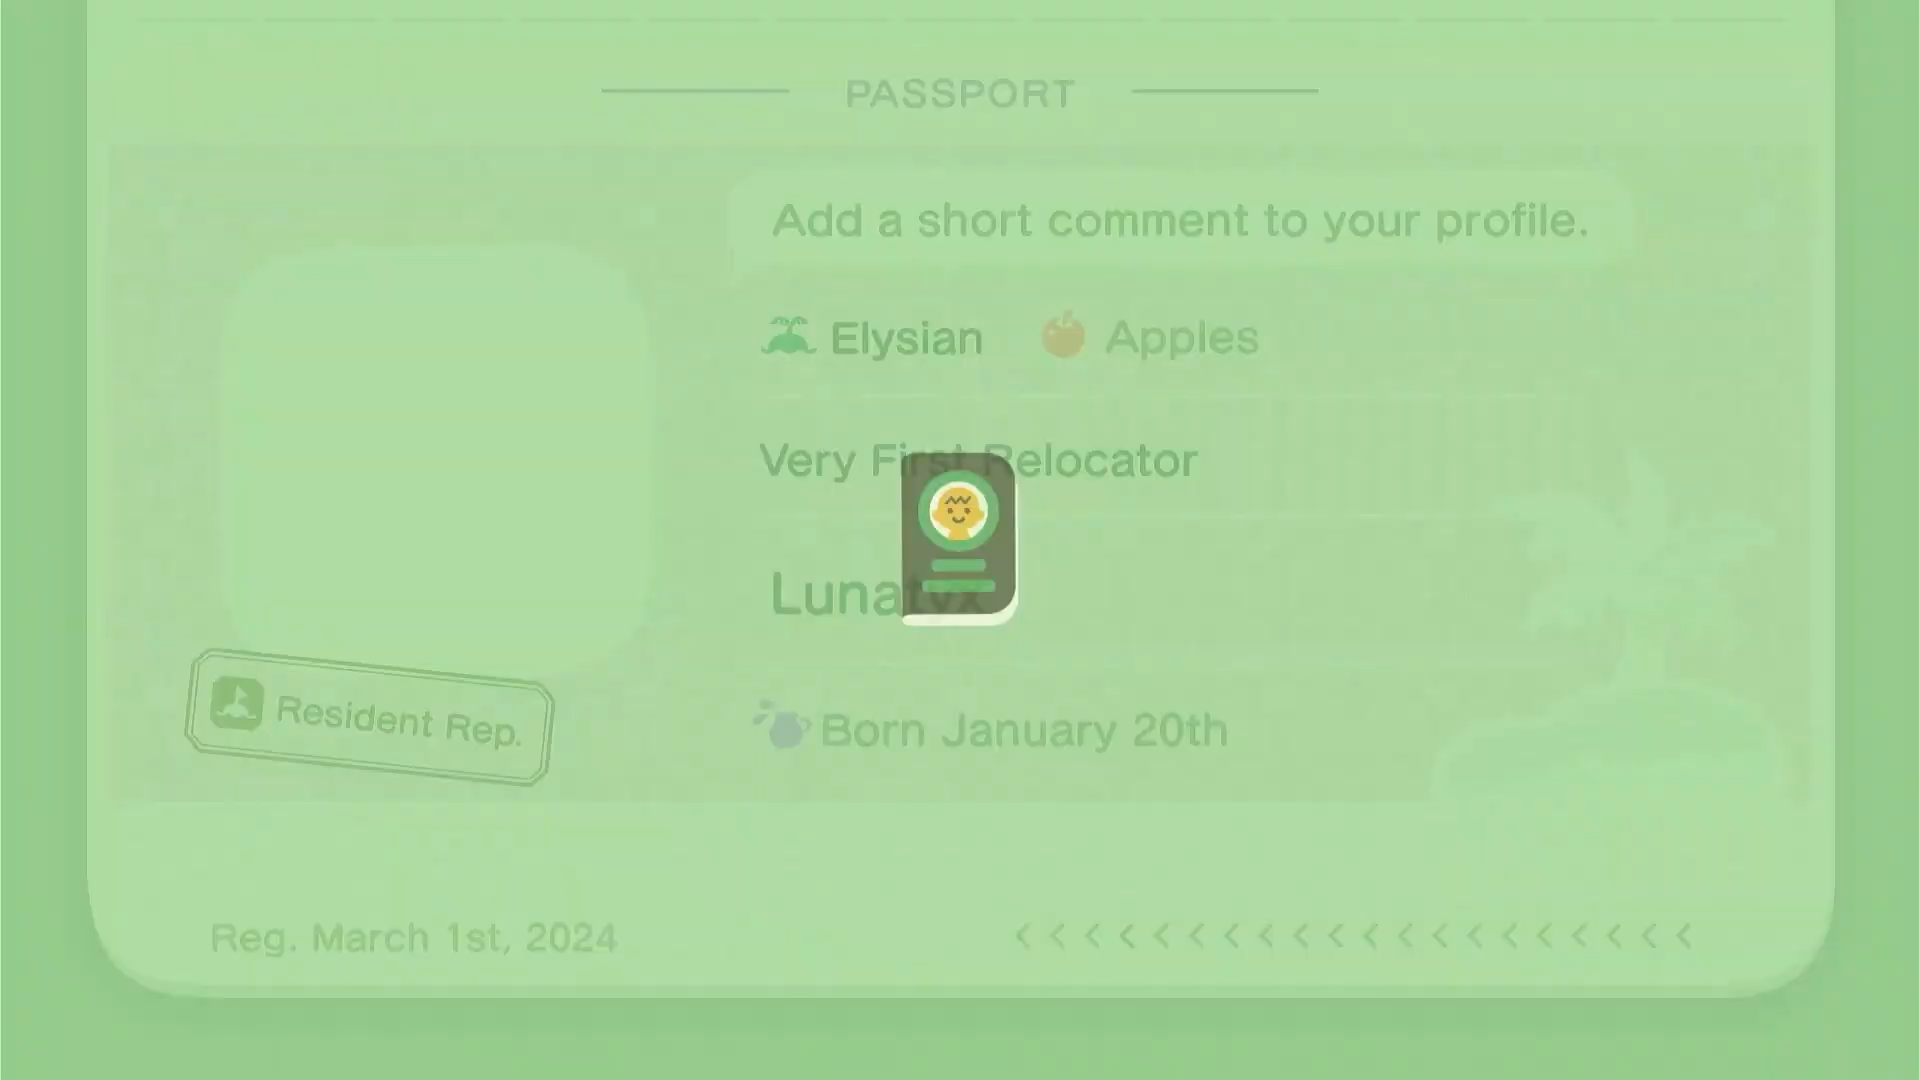 PASSPORT
Add a short comment to your profile.
Elysian Apples
Very First Relocator
Lunatyx
Born January 20th
Resident Rep.
Reg. March 1st, 2024 <<<<<<<<<<<<<<<<<<<<